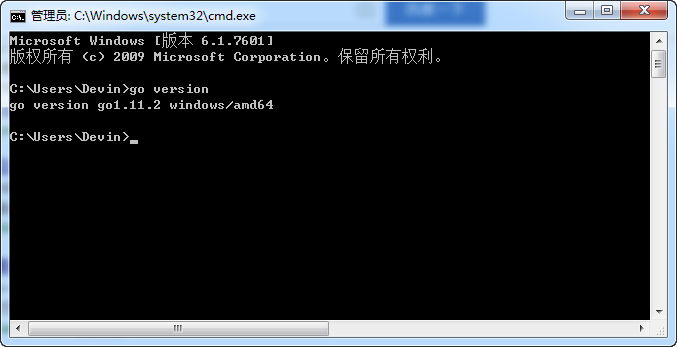 管理员: C:\Windows\system32\cmd.exe
Microsoft Windows [版本 6.1.7601]
版权所有 (c) 2009 Microsoft Corporation。保留所有权利。
C:\Users\Devin>go version
go version go1.11.2 windows/amd64
C:\Users\Devin>